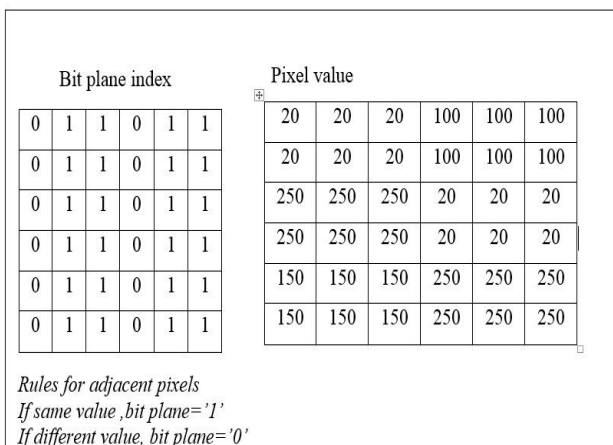 Bit plane index
Pixel value
0 1 1 0 1 1
0 1 1 0 1 1
0 1 1 0 1 1
0 1 1 0 1 1
0 1 1 0 1 1
0 1 1 0 1 1
20 20 20 100 100 100
20 20 20 100 100 100
250 250 250 20 20 20
250 250 250 20 20 20
150 150 150 250 250 250
150 150 150 250 250 250
Rules for adjacent pixels
If same value ,bit plane=’1’
If different value, bit plane=’0’